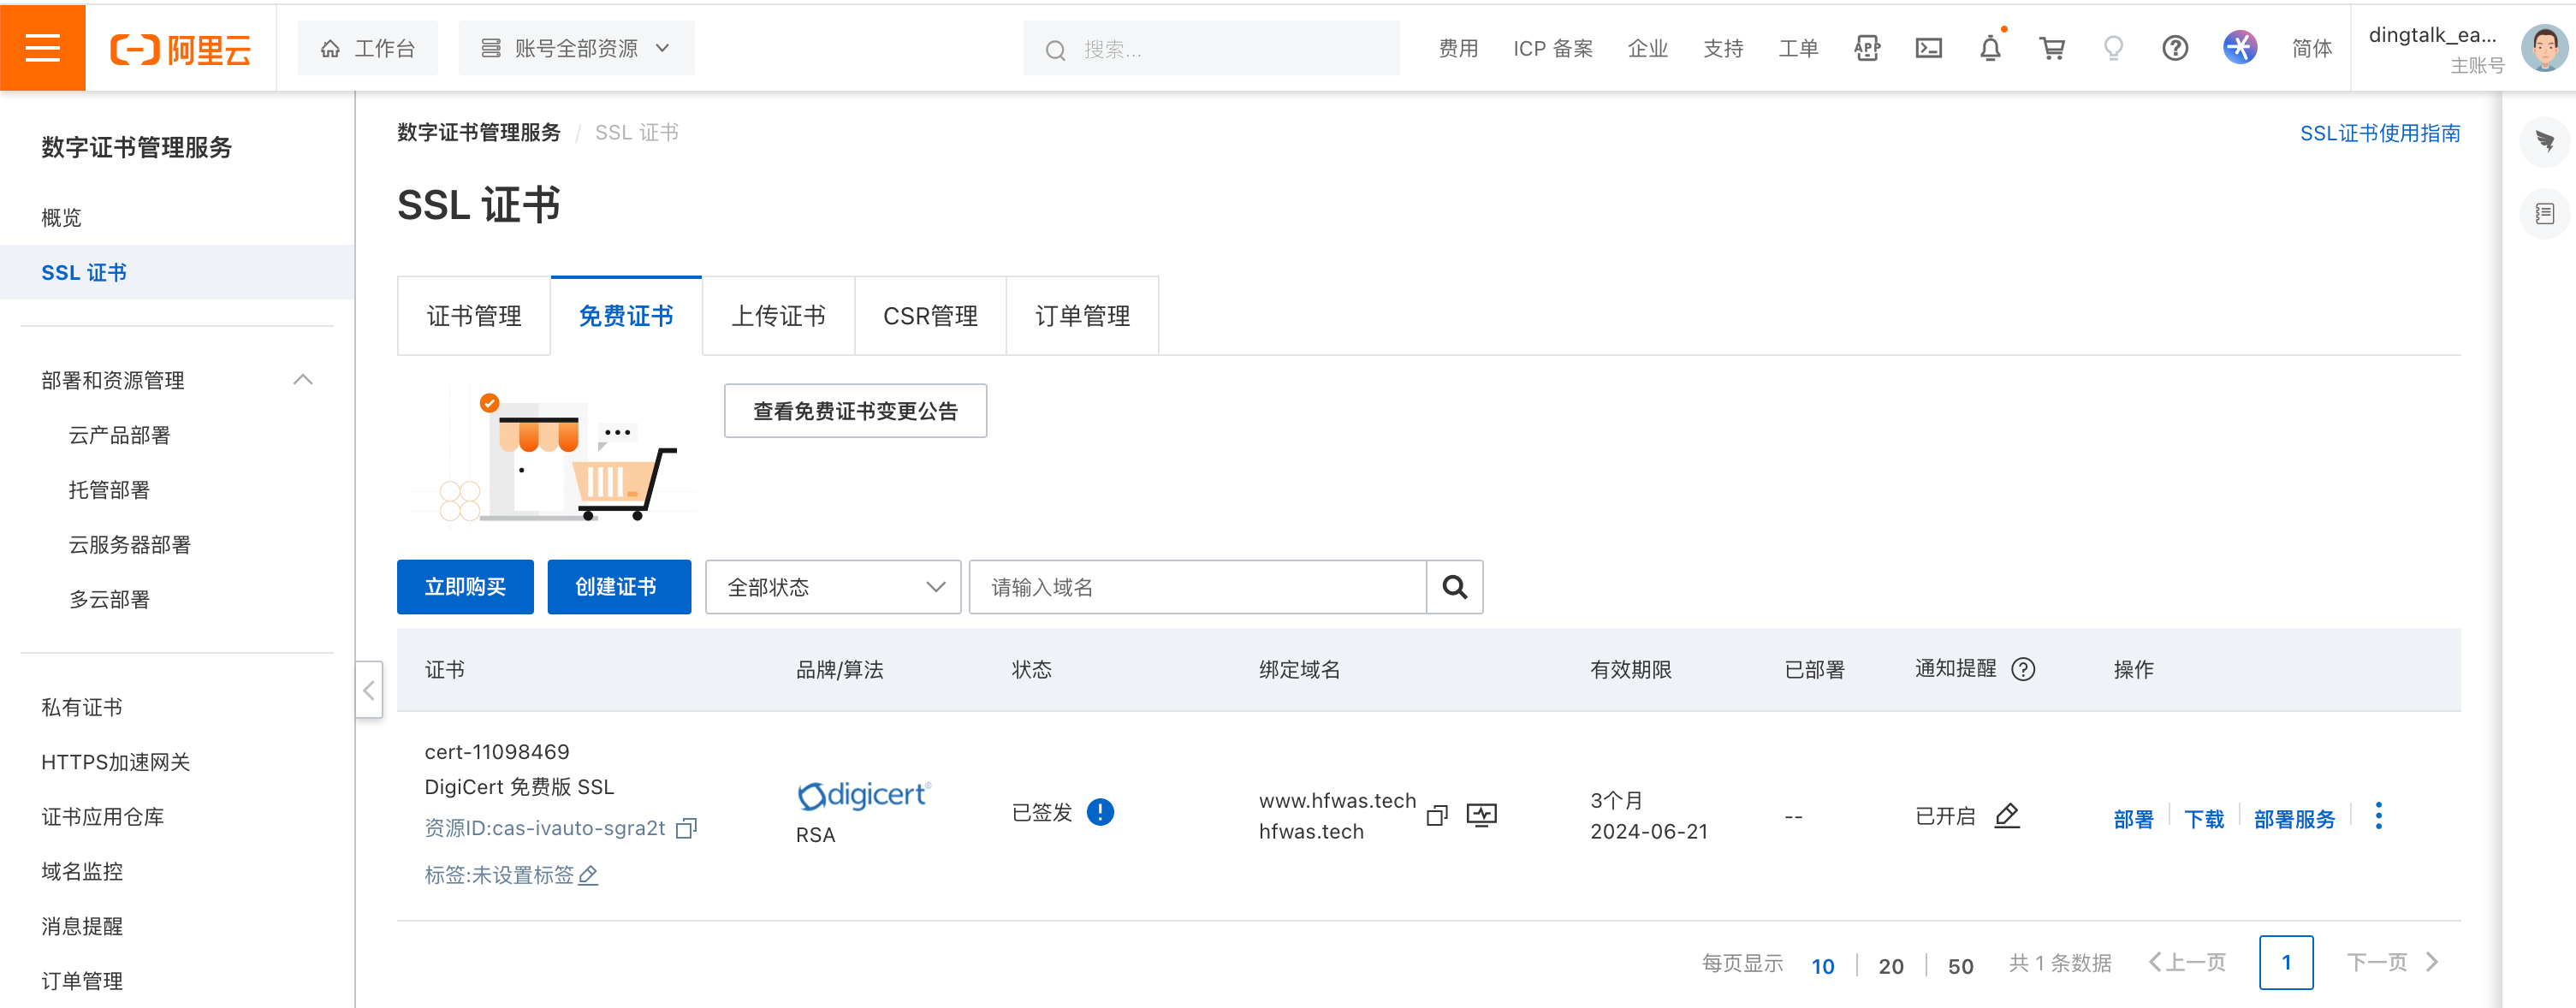 阿里云
工作台
账号全部资源
搜索...
费用
ICP 备案
企业
支持
工单
APP
简体
dingtalk_ea...
主账号
数字证书管理服务
概览
SSL 证书
部署和资源管理
云产品部署
托管部署
云服务器部署
多云部署
私有证书
HTTPS加速网关
证书应用仓库
域名监控
消息提醒
订单管理
数字证书管理服务 / SSL 证书
SSL证书使用指南
SSL 证书
证书管理
免费证书
上传证书
CSR管理
订单管理
查看免费证书变更公告
立即购买
创建证书
全部状态
请输入域名
证书
品牌/算法
状态
绑定域名
有效期限
已部署
通知提醒
操作
cert-11098469
DigiCert 免费版 SSL
资源ID:cas-ivauto-sgra2t
标签:未设置标签
digicert®
RSA
已签发
www.hfwas.tech
hfwas.tech
3个月
2024-06-21
--
已开启
部署
下载
部署服务
每页显示
10
20
50
共 1 条数据
上一页
1
下一页